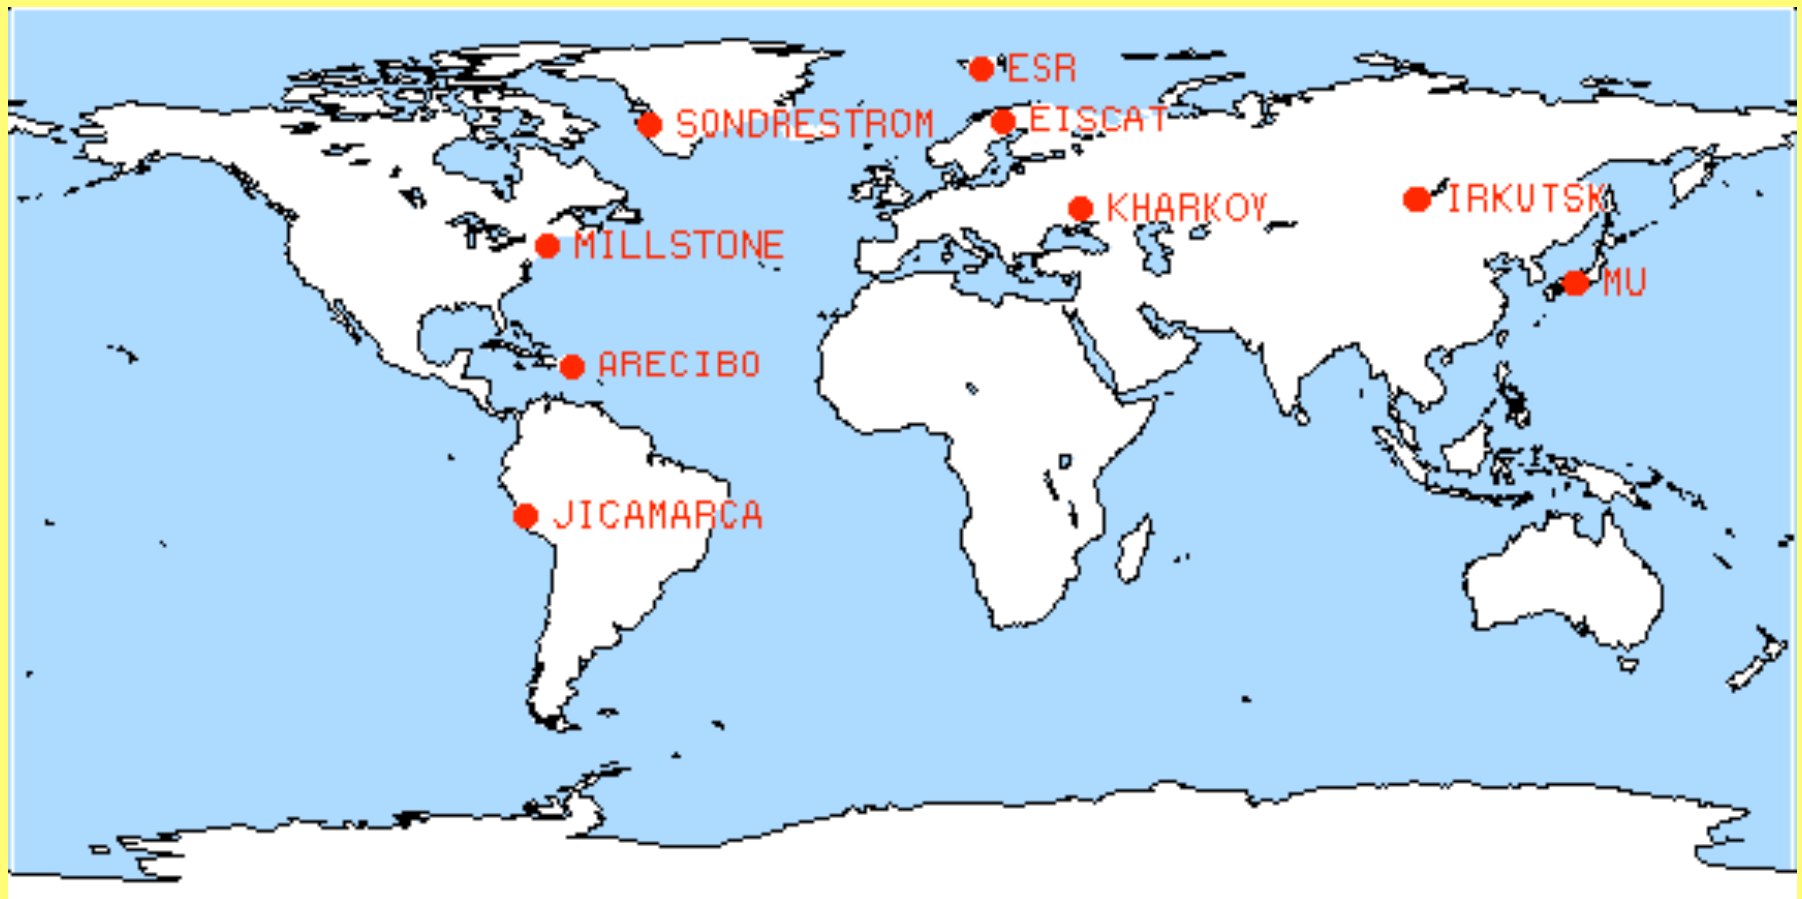 ESR
SONDRESTROM
EISCAT
KHARKOV
IRKUTSK
MILLSTONE
MU
ARECIBO
JICAMARCA